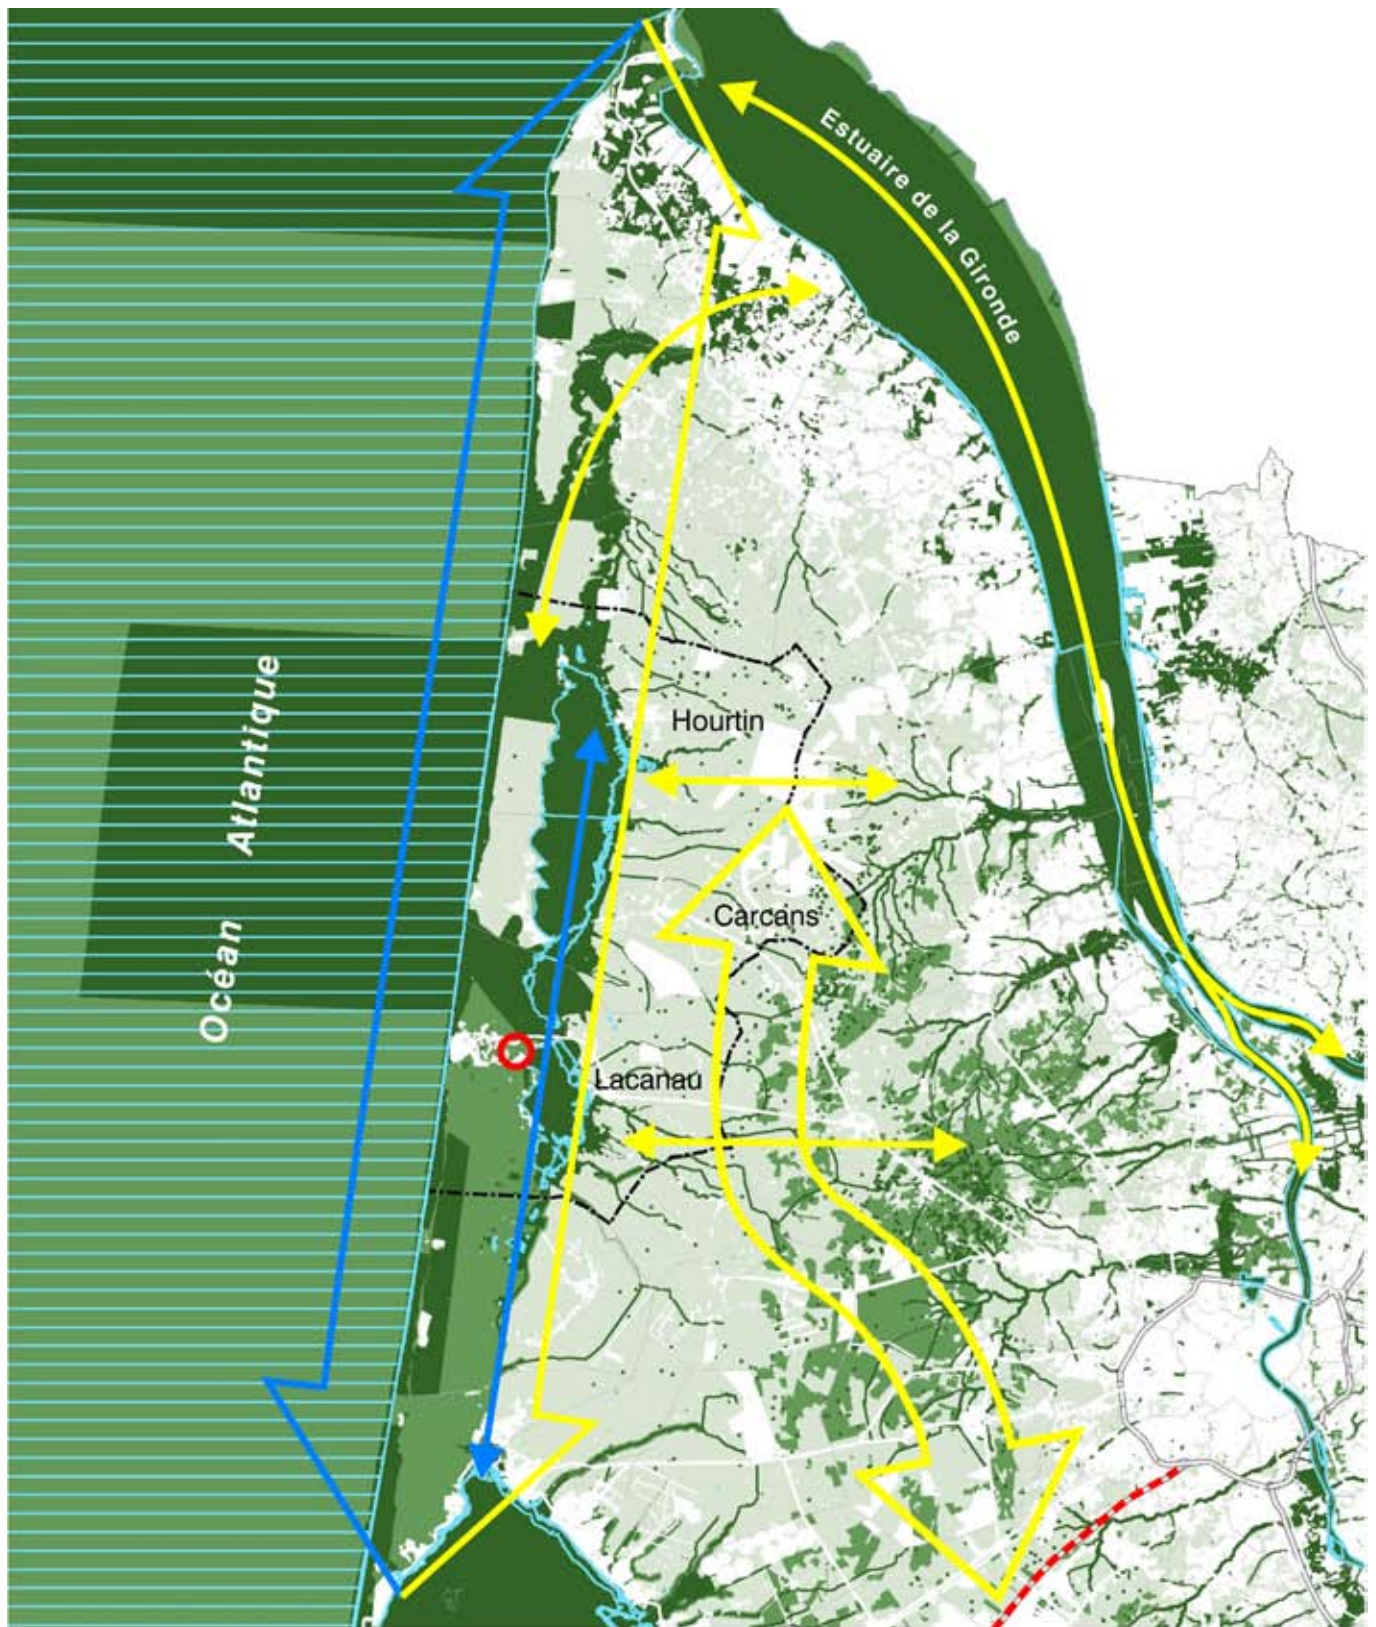 Estuaire de la Gironde
Hourtin
Océan Atlantique
Carcans
Lacanau